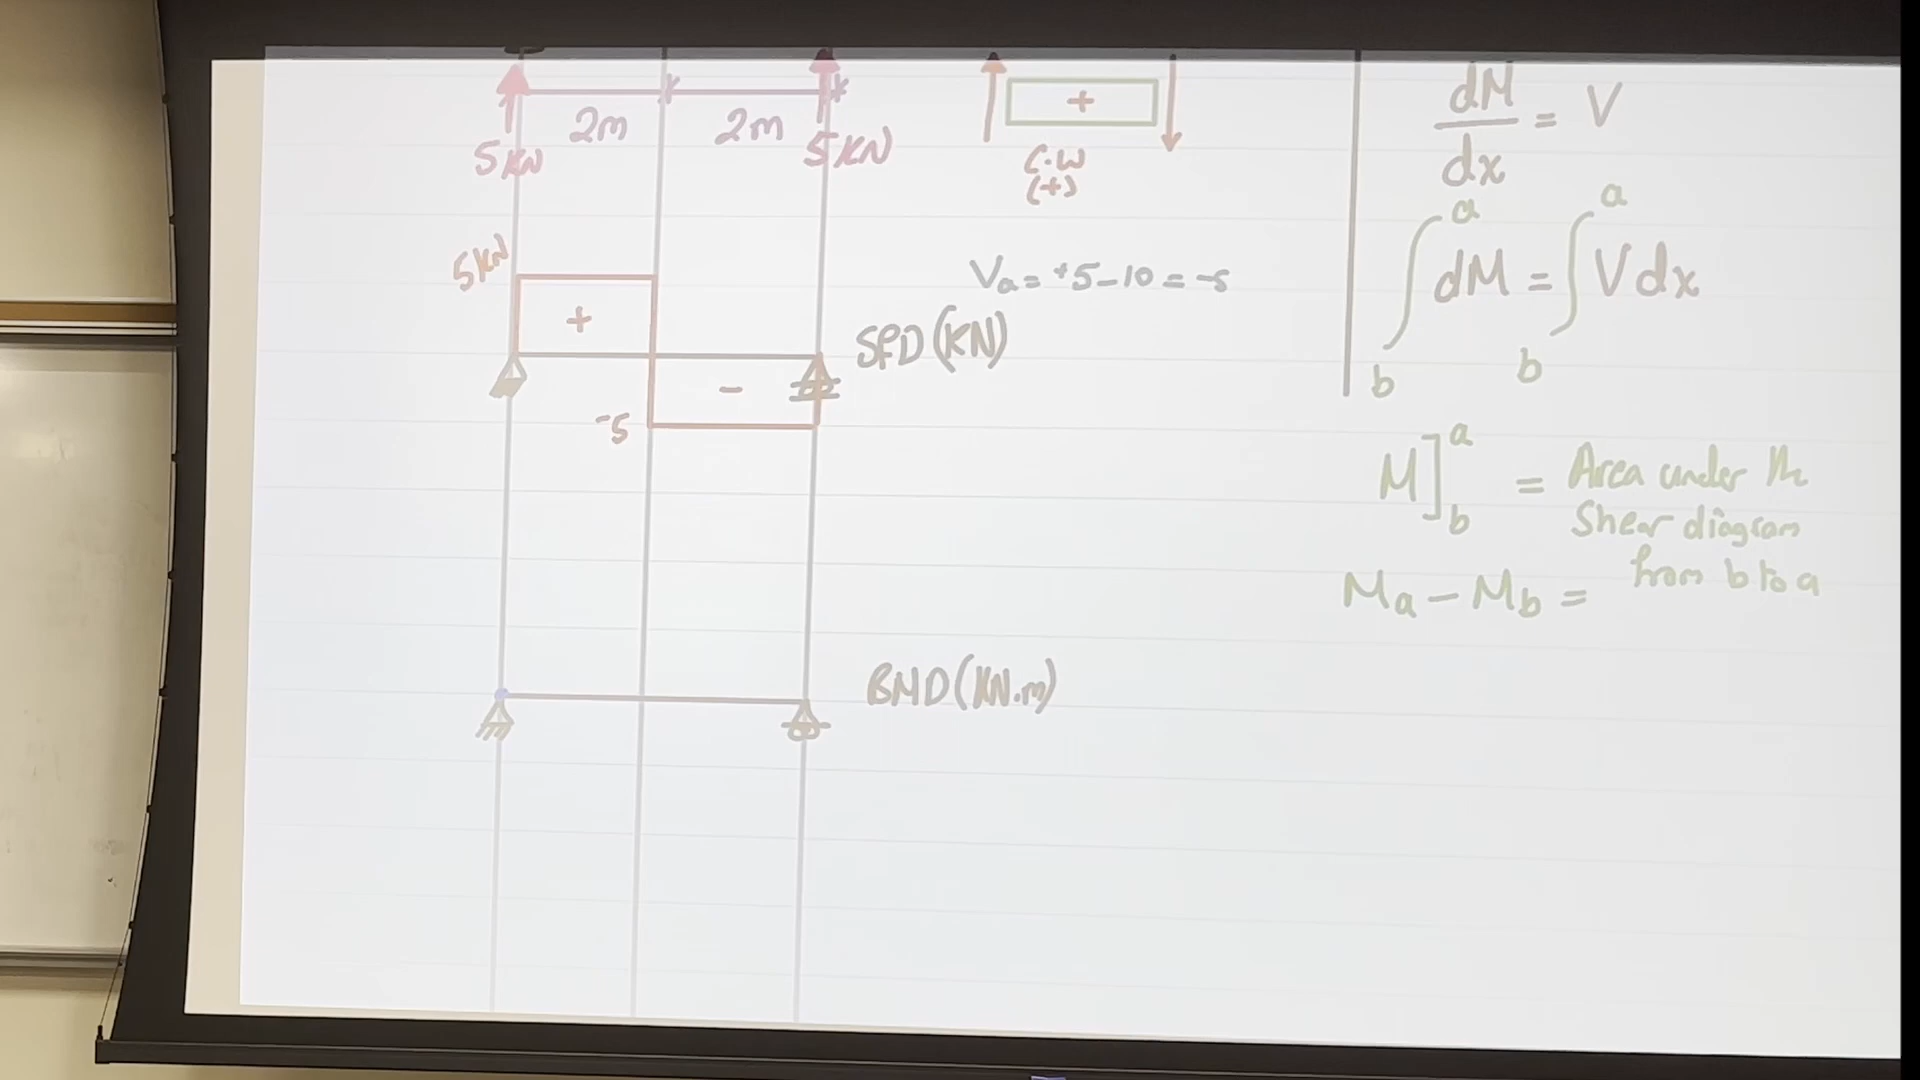 2m 2m
5KN 5KN
+
C.W
(+)
5KN
+
-
-5
SFD (KN)
Va = +5-10 = -5
BMD (KN.m)
dM
dx
= V
a a
∫ dM = ∫ V dx
b b
M]
a
b
= Area under the
Shear diagram
from b to a
Ma - Mb =